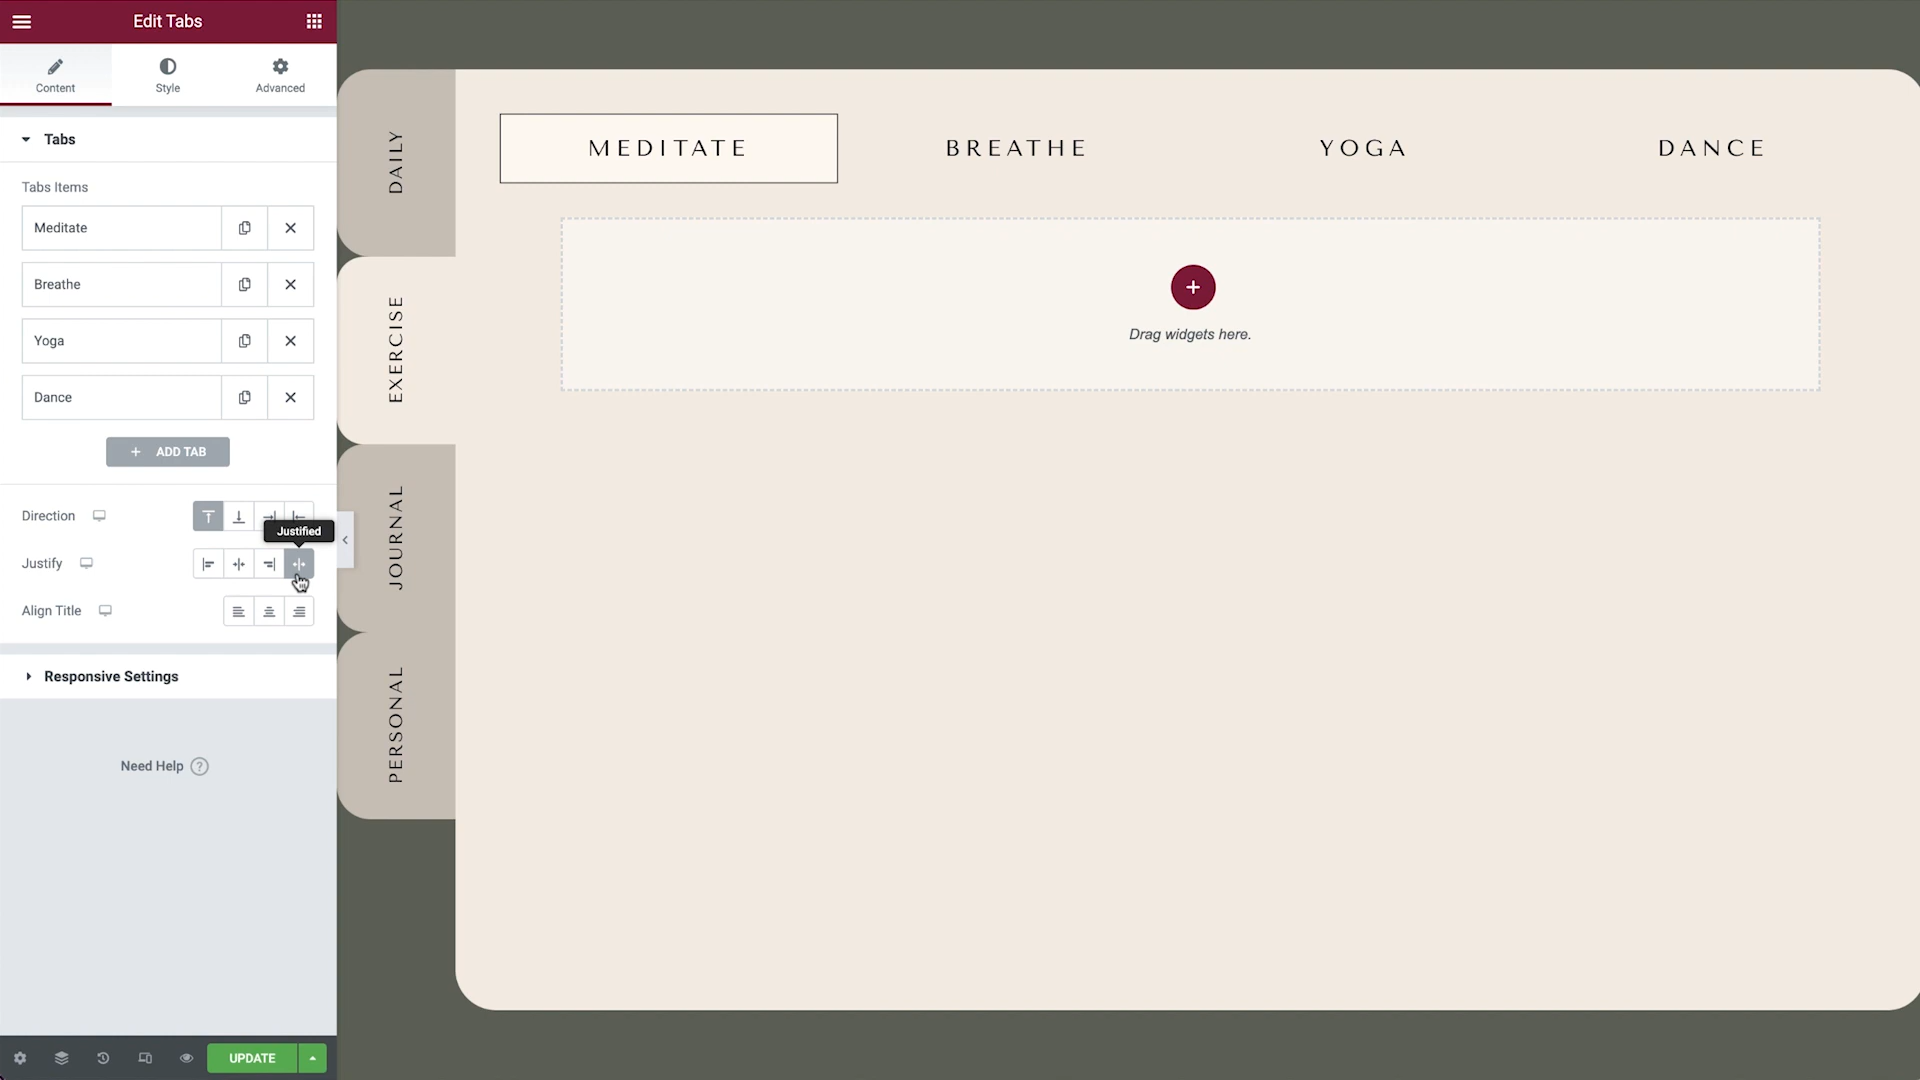 Edit Tabs
Content
Style
Advanced
Tabs
Tabs Items
Meditate
Breathe
Yoga
Dance
ADD TAB
Direction
Justified
Justify
Align Title
Responsive Settings
Need Help
UPDATE
DAILY
EXERCISE
JOURNAL
PERSONAL
MEDITATE
BREATHE
YOGA
DANCE
Drag widgets here.